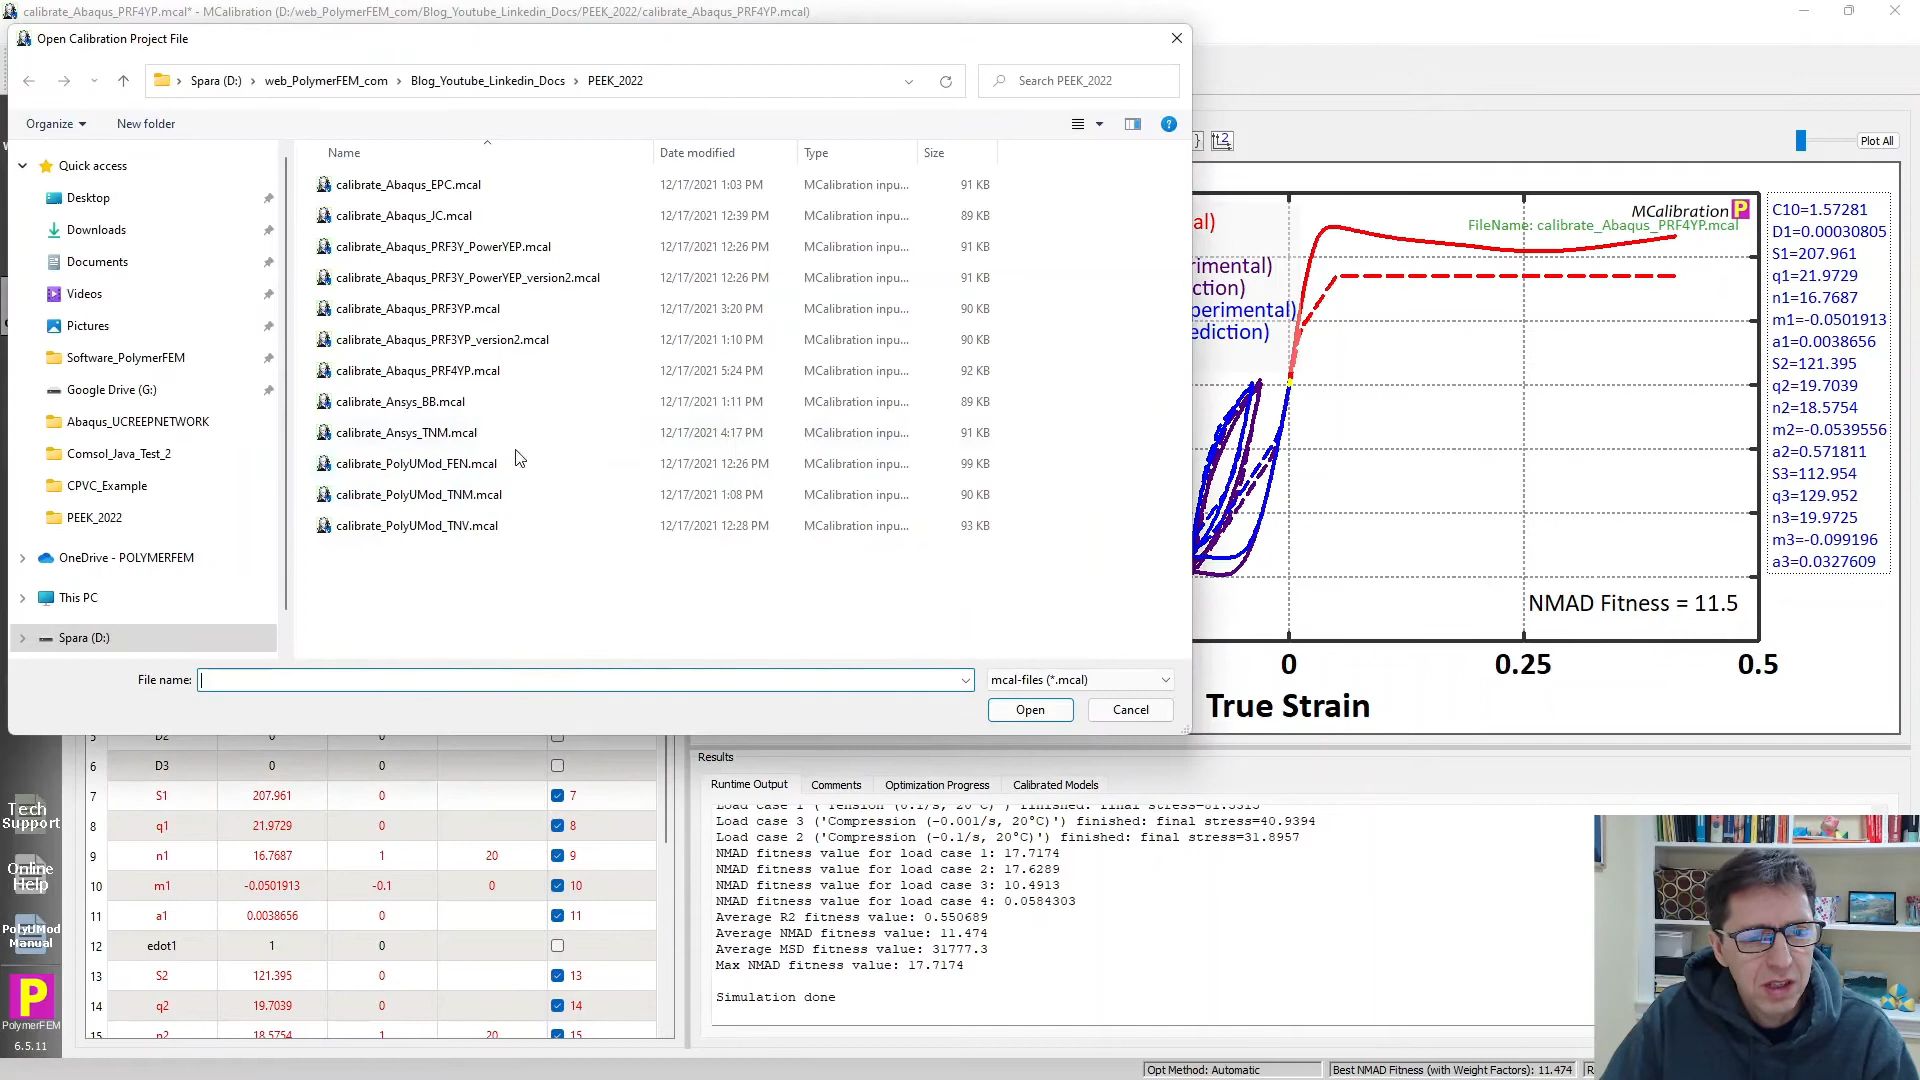 calibrate_Abaqus_PRF4YP.mcal* - MCalibration (D:/web_PolymerFEM_com/Blog_Youtube_Linkedin_Docs/PEEK_2022/calibrate_Abaqus_PRF4YP.mcal)
Open Calibration Project File
Spara (D:) › web_PolymerFEM_com › Blog_Youtube_Linkedin_Docs › PEEK_2022
Search PEEK_2022
Organize
New folder
Quick access
Desktop
Downloads
Documents
Videos
Pictures
Software_PolymerFEM
Google Drive (G:)
Abaqus_UCREEPNETWORK
Comsol_Java_Test_2
CPVC_Example
PEEK_2022
OneDrive - POLYMERFEM
This PC
Spara (D:)
Name Date modified Type Size
calibrate_Abaqus_EPC.mcal 12/17/2021 1:03 PM MCalibration inpu... 91 KB
calibrate_Abaqus_JC.mcal 12/17/2021 12:39 PM MCalibration inpu... 89 KB
calibrate_Abaqus_PRF3Y_PowerYEP.mcal 12/17/2021 12:26 PM MCalibration inpu... 91 KB
calibrate_Abaqus_PRF3Y_PowerYEP_version2.mcal 12/17/2021 12:26 PM MCalibration inpu... 91 KB
calibrate_Abaqus_PRF3YP.mcal 12/17/2021 3:20 PM MCalibration inpu... 90 KB
calibrate_Abaqus_PRF3YP_version2.mcal 12/17/2021 1:10 PM MCalibration inpu... 90 KB
calibrate_Abaqus_PRF4YP.mcal 12/17/2021 5:24 PM MCalibration inpu... 92 KB
calibrate_Ansys_BB.mcal 12/17/2021 1:11 PM MCalibration inpu... 89 KB
calibrate_Ansys_TNM.mcal 12/17/2021 4:17 PM MCalibration inpu... 91 KB
calibrate_PolyUMod_FEN.mcal 12/17/2021 12:26 PM MCalibration inpu... 99 KB
calibrate_PolyUMod_TNM.mcal 12/17/2021 1:08 PM MCalibration inpu... 90 KB
calibrate_PolyUMod_TNV.mcal 12/17/2021 12:28 PM MCalibration inpu... 93 KB
File name:
mcal-files (*.mcal)
Open
Cancel
Plot All
MCalibration P
FileName: calibrate_Abaqus_PRF4YP.mcal
al)
rimental)
ction)
perimental)
ediction)
C10=1.57281
D1=0.00030805
S1=207.961
q1=21.9729
n1=16.7687
m1=-0.0501913
a1=0.0038656
S2=121.395
q2=19.7039
n2=18.5754
m2=-0.0539556
a2=0.571811
S3=112.954
q3=129.952
n3=19.9725
m3=-0.099196
a3=0.0327609
NMAD Fitness = 11.5
0 0.25 0.5
True Strain
5 D2 0 0
6 D3 0 0
7 S1 207.961 0 7
8 q1 21.9729 0 8
9 n1 16.7687 1 20 9
10 m1 -0.0501913 -0.1 0 10
11 a1 0.0038656 0 11
12 edot1 1 0
13 S2 121.395 0 13
14 q2 19.7039 0 14
15 n2 18.5754 1 20 15
Tech Support
Online Help
PolyUMod Manual
P
PolymerFEM
6.5.11
Results
Runtime Output Comments Optimization Progress Calibrated Models
Load Case 3 ('Compression (-0.001/s, 20°C)') finished: final stress=40.9394
Load Case 2 ('Compression (-0.1/s, 20°C)') finished: final stress=31.8957
NMAD fitness value for load case 1: 17.7174
NMAD fitness value for load case 2: 17.6289
NMAD fitness value for load case 3: 10.4913
NMAD fitness value for load case 4: 0.0584303
Average R2 fitness value: 0.550689
Average NMAD fitness value: 11.474
Average MSD fitness value: 31777.3
Max NMAD fitness value: 17.7174
Simulation done
Opt Method: Automatic
Best NMAD Fitness (with Weight Factors): 11.474